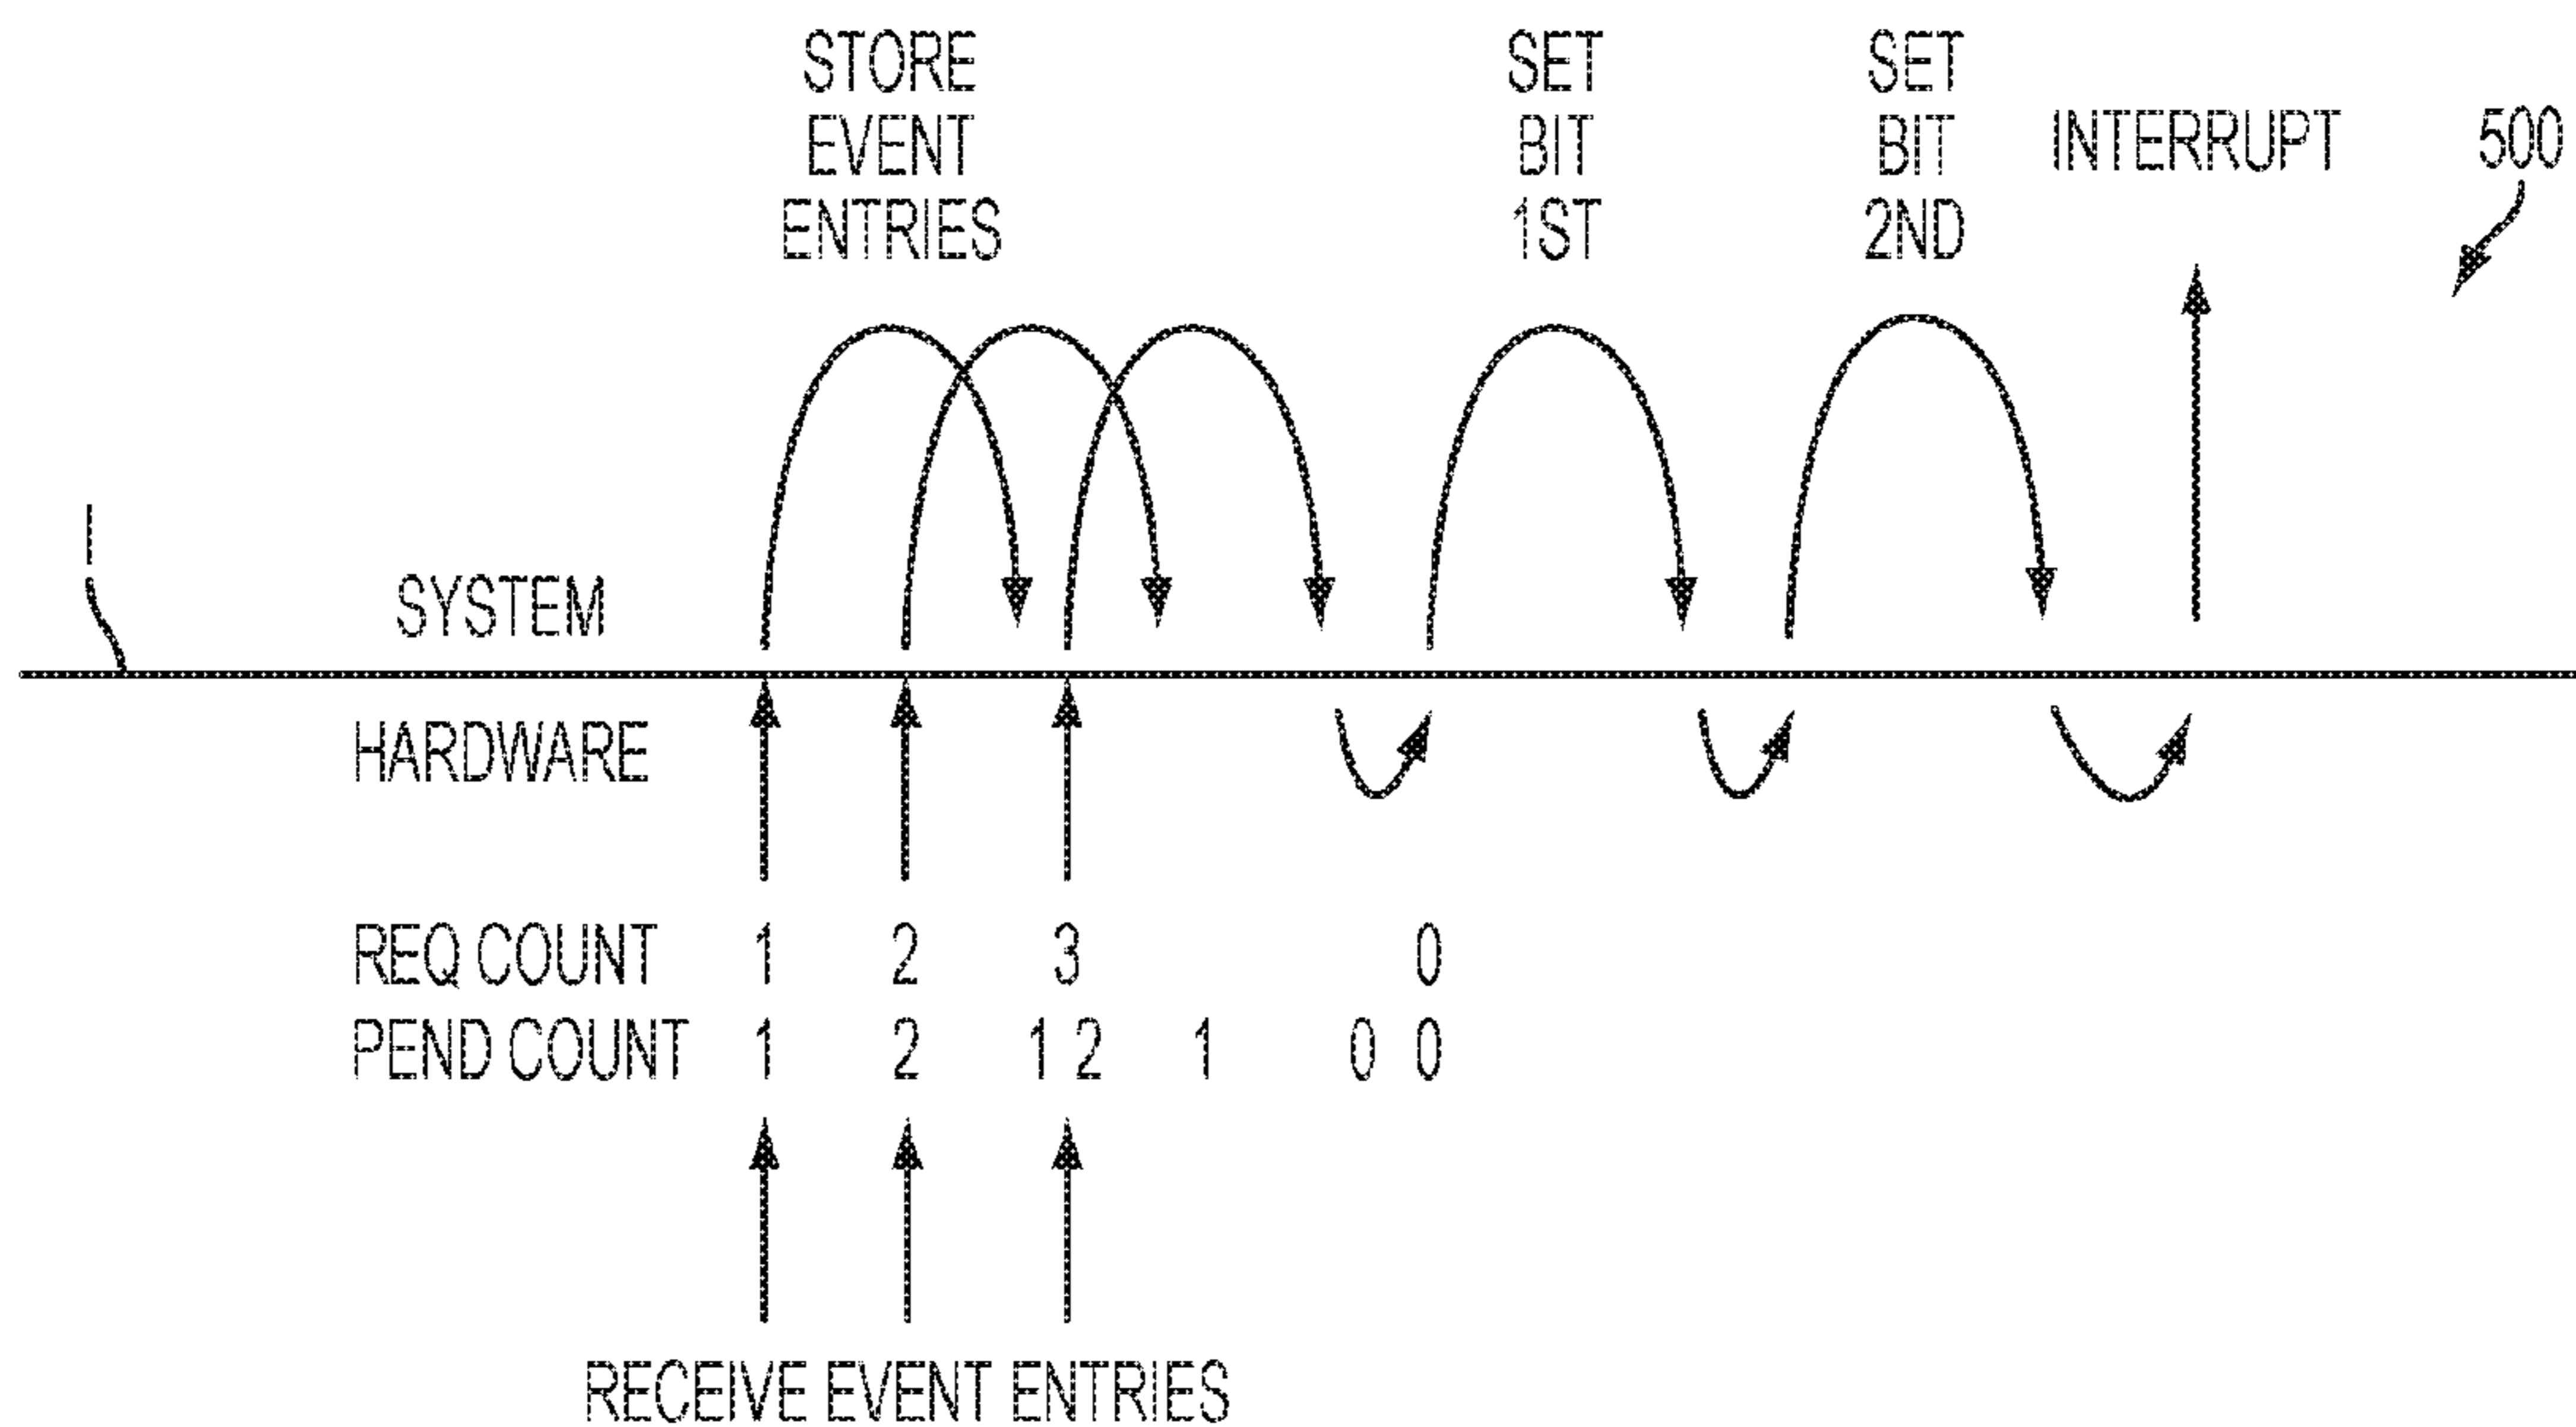 STORE
EVENT
ENTRIES
SET
BIT
1ST
SET
BIT
2ND
INTERRUPT
500
SYSTEM
HARDWARE
REQ COUNT 1 2 3 0
PEND COUNT 1 2 1 2 1 0 0
RECEIVE EVENT ENTRIES